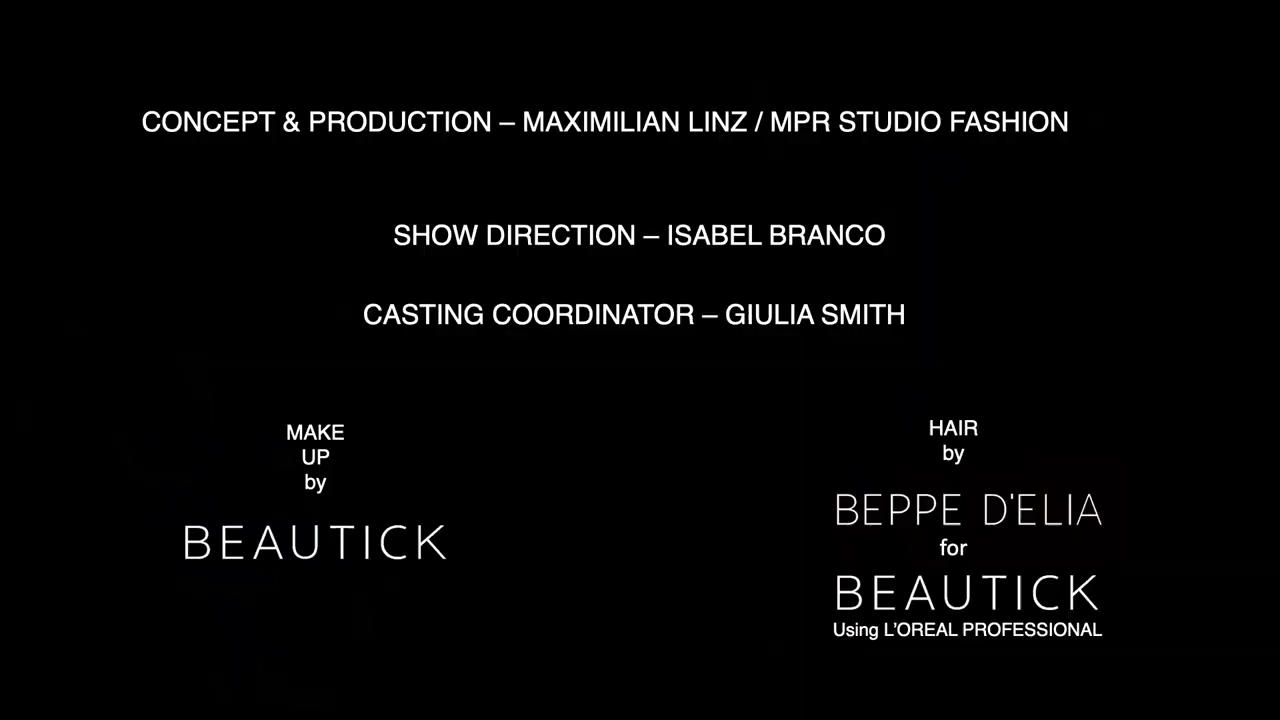 CONCEPT & PRODUCTION – MAXIMILIAN LINZ / MPR STUDIO FASHION
SHOW DIRECTION – ISABEL BRANCO
CASTING COORDINATOR – GIULIA SMITH
MAKE
UP
by
BEAUTICK
HAIR
by
BEPPE D'ELIA
for
BEAUTICK
Using L'OREAL PROFESSIONAL